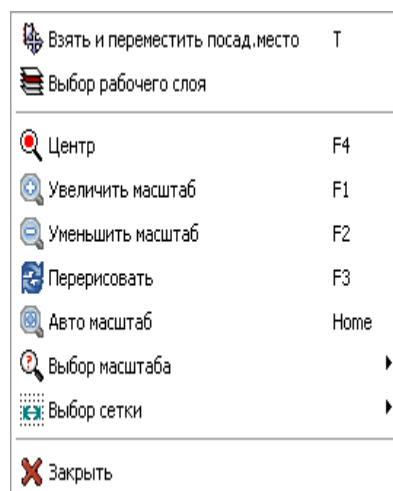 Взять и переместить посад.место T
Выбор рабочего слоя
Центр F4
Увеличить масштаб F1
Уменьшить масштаб F2
Перерисовать F3
Авто масштаб Home
Выбор масштаба
Выбор сетки
Закрыть